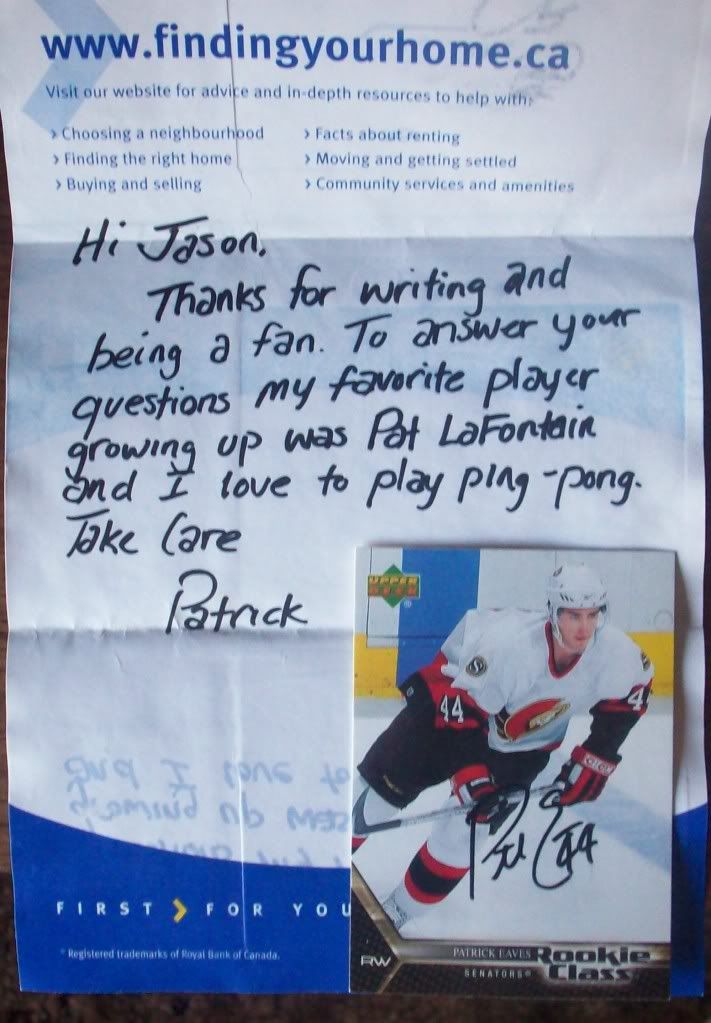 www.findingyourhome.ca
Visit our website for advice and in-depth resources to help with:
> Choosing a neighbourhood
> Finding the right home
> Buying and selling
> Facts about renting
> Moving and getting settled
> Community services and amenities
Hi Jason,
Thanks for writing and
being a fan. To answer your
questions my favorite player
growing up was Pat LaFontain
and I love to play ping-pong.
Take Care
Patrick
UPPER
DECK
44
44
FIRST > FOR YOU
® Registered trademarks of Royal Bank of Canada.
RW
PATRICK EAVES Rookie
SENATORS® Class